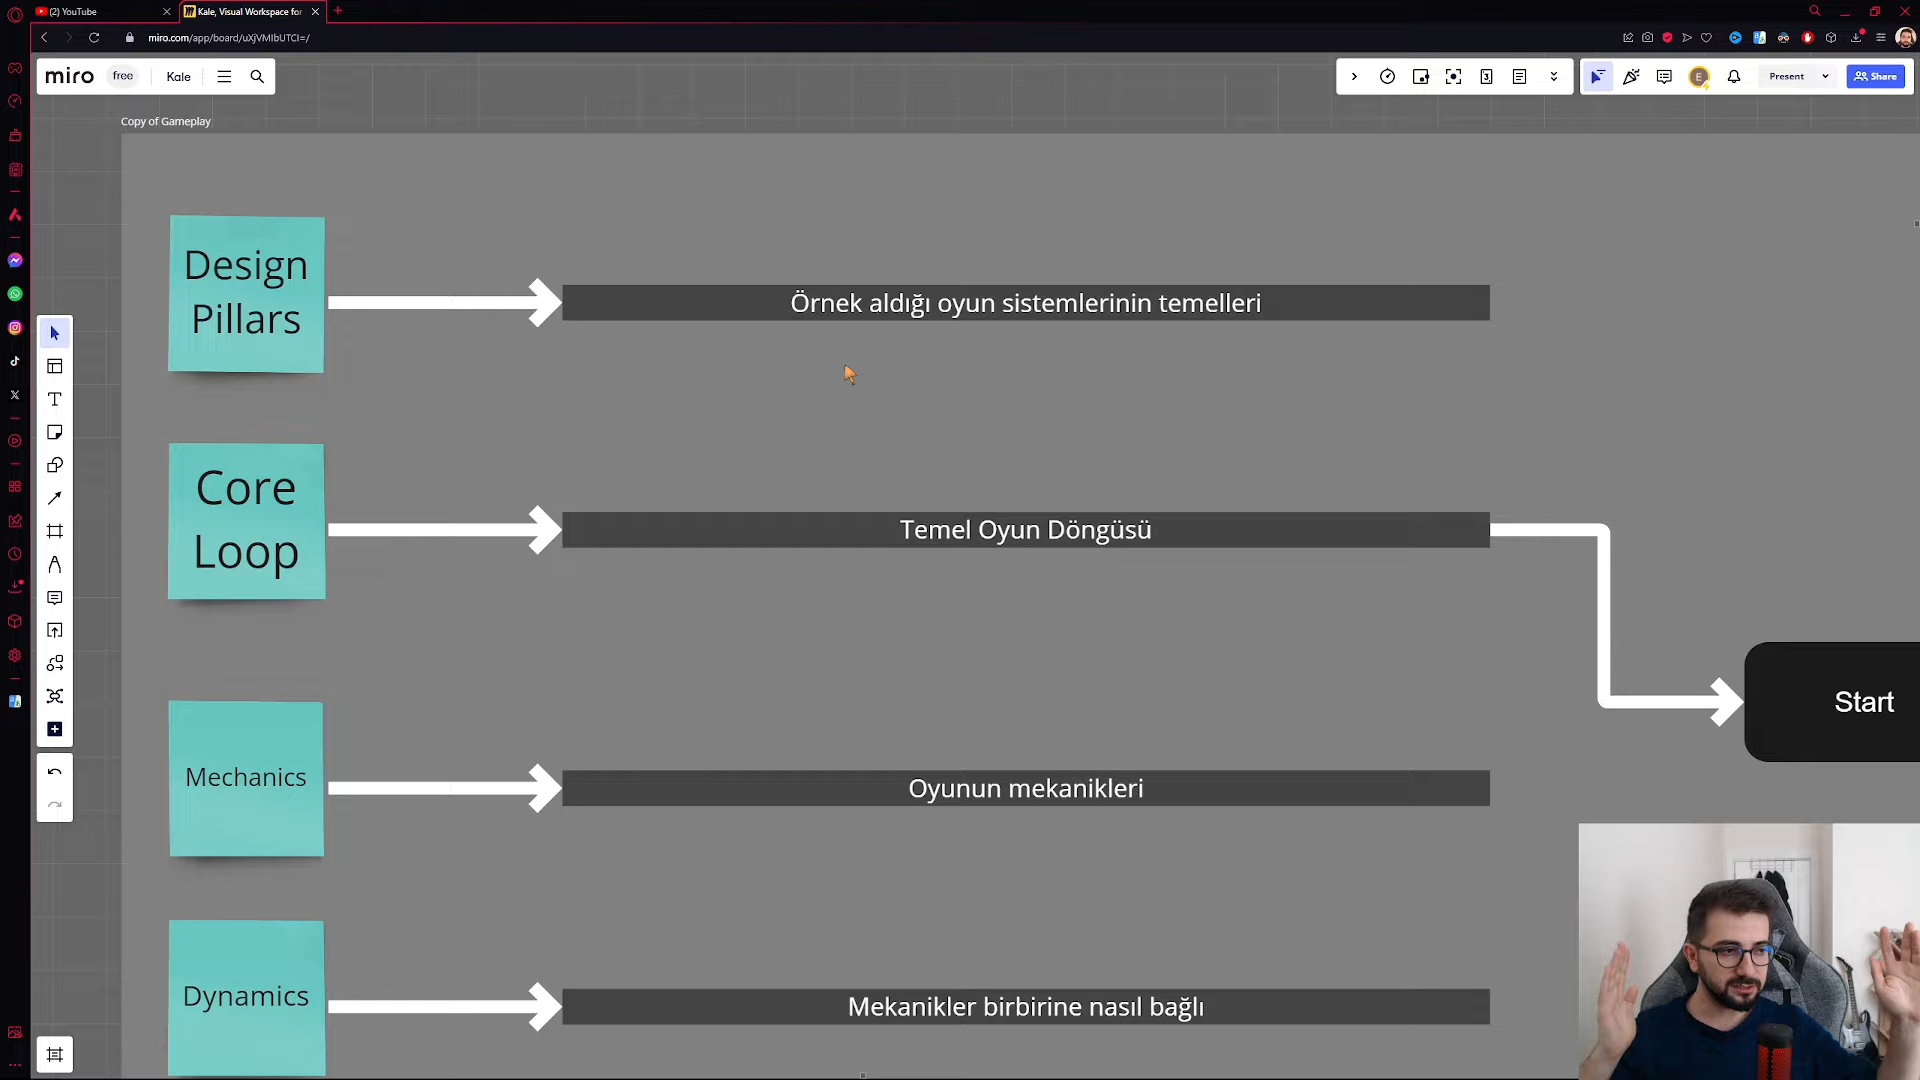 (2) YouTube
Kale, Visual Workspace for
miro.com/app/board/uXjVMIbUTCI=/
miro
free
Kale
Present
Share
Copy of Gameplay
Design
Pillars
Örnek aldığı oyun sistemlerinin temelleri
Core
Loop
Temel Oyun Döngüsü
Start
Mechanics
Oyunun mekanikleri
Dynamics
Mekanikler birbirine nasıl bağlı